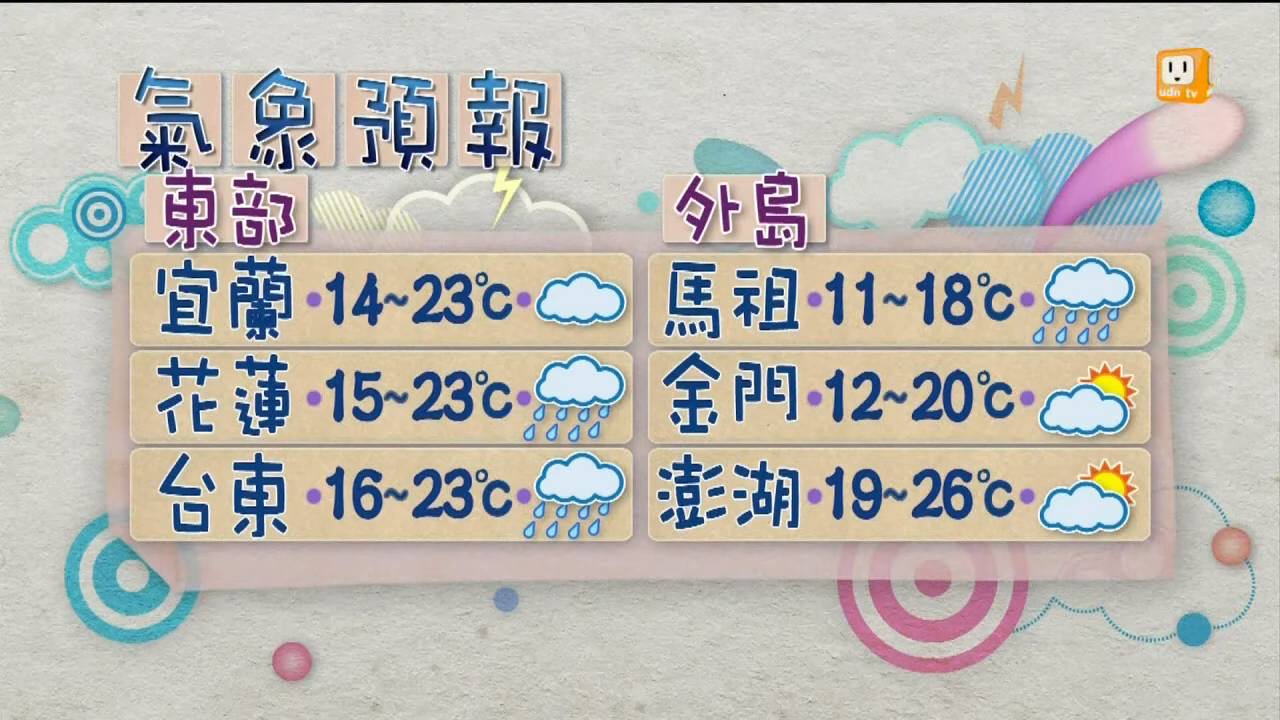 氣象預報
udn tv
東部
宜蘭 14~23℃
花蓮 15~23℃
台東 16~23℃
外島
馬祖 11~18℃
金門 12~20℃
澎湖 19~26℃